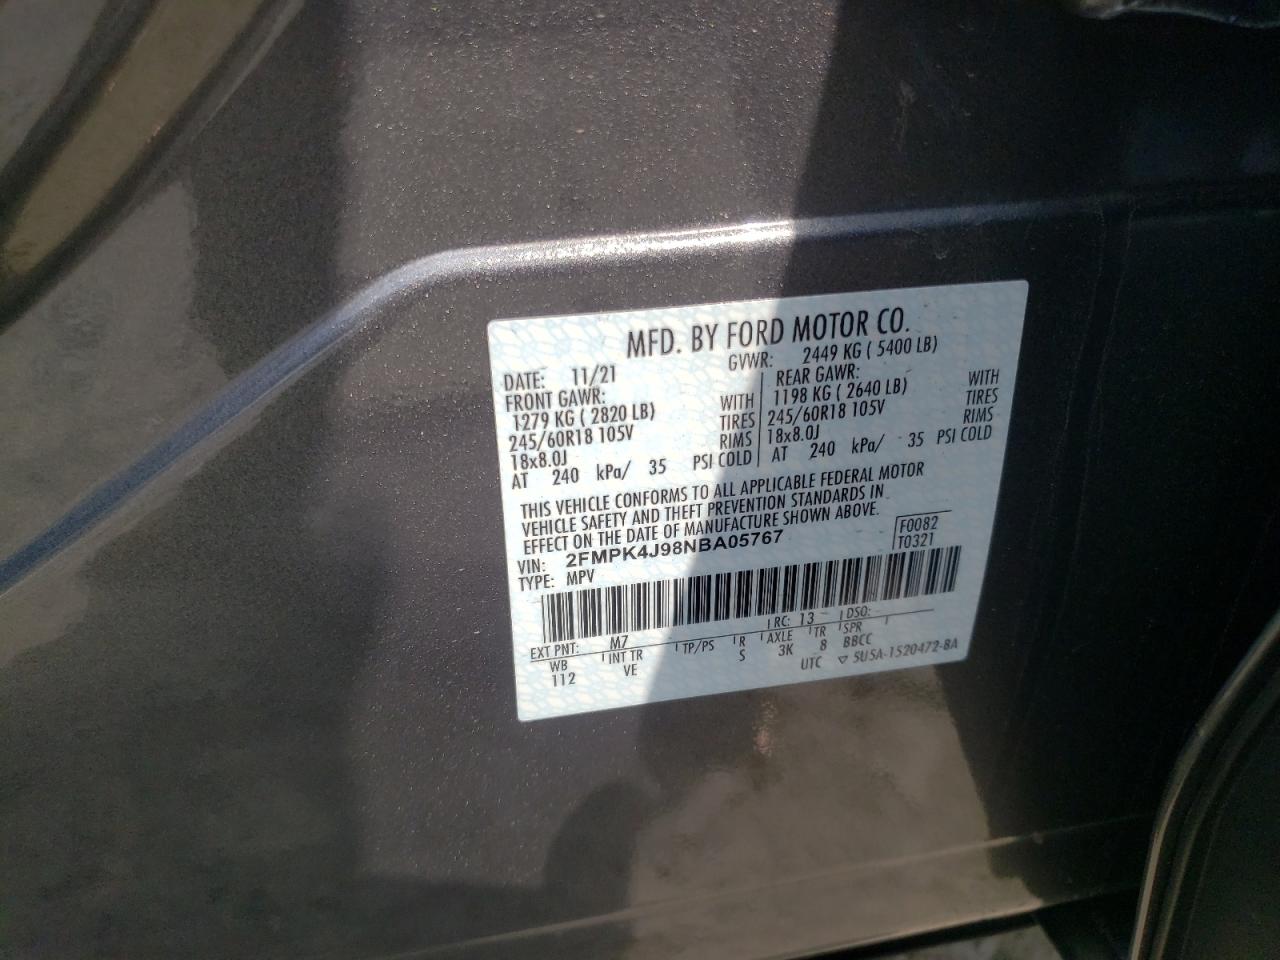 MFD. BY FORD MOTOR CO.
DATE: 11/21 GVWR: 2449 KG ( 5400 LB)
FRONT GAWR: REAR GAWR:
1279 KG ( 2820 LB) WITH 1198 KG ( 2640 LB) WITH
245/60R18 105V TIRES 245/60R18 105V TIRES
18x8.0J RIMS 18x8.0J RIMS
AT 240 kPa/ 35 PSI COLD AT 240 kPa/ 35 PSI COLD
THIS VEHICLE CONFORMS TO ALL APPLICABLE FEDERAL MOTOR
VEHICLE SAFETY AND THEFT PREVENTION STANDARDS IN
EFFECT ON THE DATE OF MANUFACTURE SHOWN ABOVE.
VIN: 2FMPK4J98NBA05767 F0082
TYPE: MPV T0321
EXT PNT: M7 RC: 13 DSO:
WB INT TR TP/PS R AXLE TR SPR
112 VE S 3K 8 BBCC
UTC ▽ 5U5A-1520472-BA